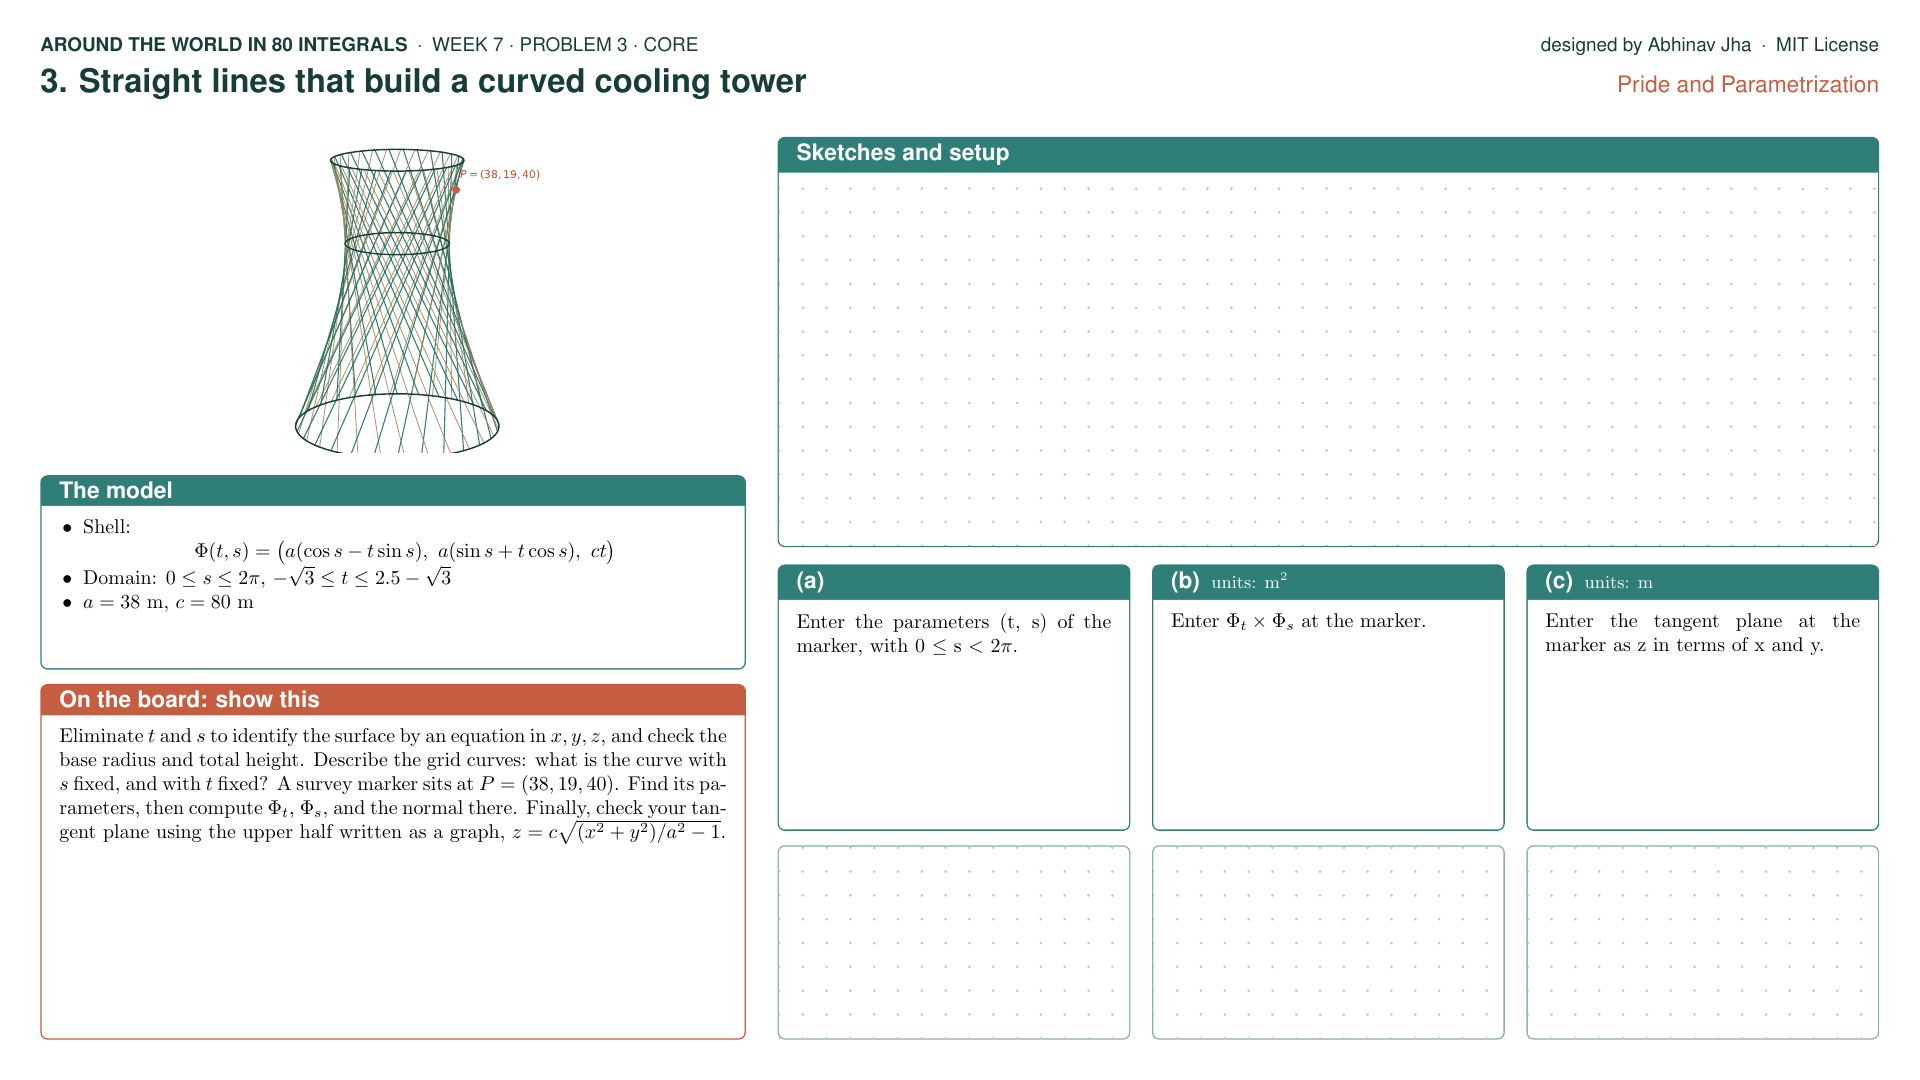 AROUND THE WORLD IN 80 INTEGRALS · WEEK 7 · PROBLEM 3 · CORE
designed by Abhinav Jha · MIT License
3. Straight lines that build a curved cooling tower
Pride and Parametrization
P = (38, 19, 40)
The model
• Shell:
Φ(t, s) = (a(cos s − t sin s), a(sin s + t cos s), ct)
• Domain: 0 ≤ s ≤ 2π, −√3 ≤ t ≤ 2.5 − √3
• a = 38 m, c = 80 m
On the board: show this
Eliminate t and s to identify the surface by an equation in x, y, z, and check the
base radius and total height. Describe the grid curves: what is the curve with
s fixed, and with t fixed? A survey marker sits at P = (38, 19, 40). Find its pa-
rameters, then compute Φₜ, Φₛ, and the normal there. Finally, check your tan-
gent plane using the upper half written as a graph, z = c√((x² + y²)/a² − 1).
Sketches and setup
(a)
Enter the parameters (t, s) of the
marker, with 0 ≤ s < 2π.
(b) units: m²
Enter Φₜ × Φₛ at the marker.
(c) units: m
Enter the tangent plane at the
marker as z in terms of x and y.